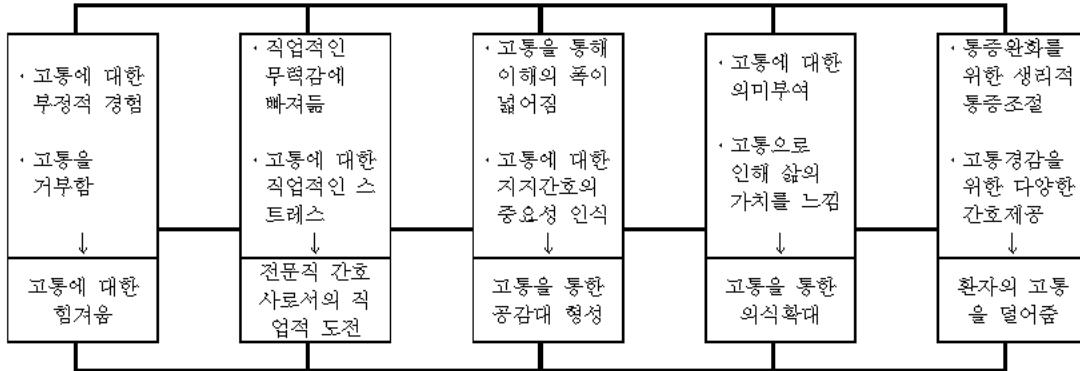 · 고통에 대한
부정적 경험
· 고통을
거부함
↓
고통에 대한
힘겨움
· 직업적인
무력감에
빠져듦
· 고통에 대한
직업적인 스
트레스
↓
전문직 간호
사로서의 직
업적 도전
· 고통을 통해
이해의 폭이
넓어짐
· 고통에 대한
지지간호의
중요성 인식
↓
고통을 통한
공감대 형성
· 고통에 대한
의미부여
· 고통으로
인해 삶의
가치를 느낌
↓
고통을 통한
의식확대
· 통증완화를
위한 생리적
통증조절
· 고통경감을
위한 다양한
간호제공
↓
환자의 고통
을 덜어줌